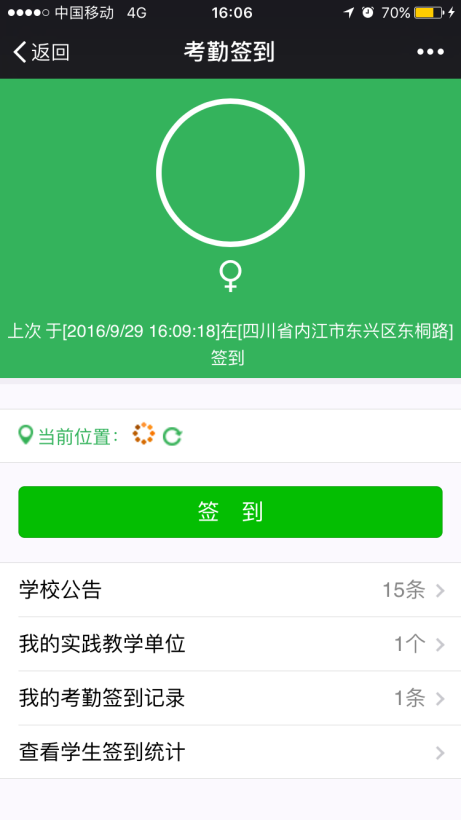 中国移动 4G 16:06 70%
返回 考勤签到
上次 于[2016/9/29 16:09:18]在[四川省内江市东兴区东桐路]
签到
当前位置：
签 到
学校公告 15条
我的实践教学单位 1个
我的考勤签到记录 1条
查看学生签到统计